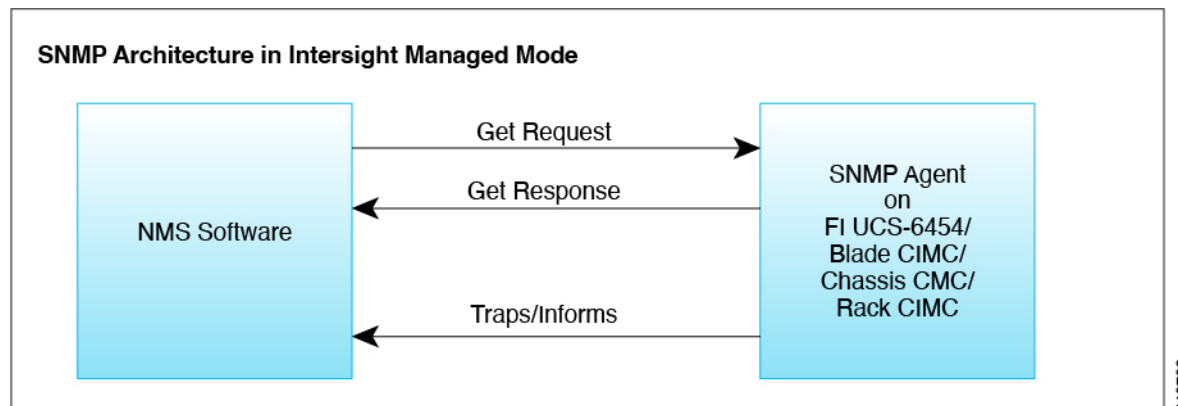 SNMP Architecture in Intersight Managed Mode
Get Request
Get Response
NMS Software
Traps/Informs
SNMP Agent
on
FI UCS-6454/
Blade CIMC/
Chassis CMC/
Rack CIMC